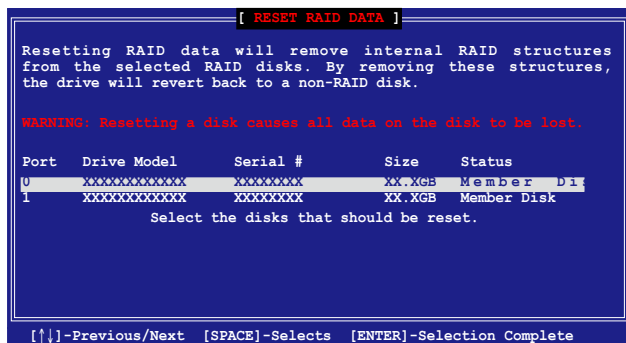 [ RESET RAID DATA ]
Resetting RAID data will remove internal RAID structures
from the selected RAID disks. By removing these structures,
the drive will revert back to a non-RAID disk.
WARNING: Resetting a disk causes all data on the disk to be lost.
Port Drive Model Serial # Size Status
0 XXXXXXXXXXXX XXXXXXXX XX.XGB Member Dis
1 XXXXXXXXXXXX XXXXXXXX XX.XGB Member Disk
Select the disks that should be reset.
[↑↓]-Previous/Next [SPACE]-Selects [ENTER]-Selection Complete